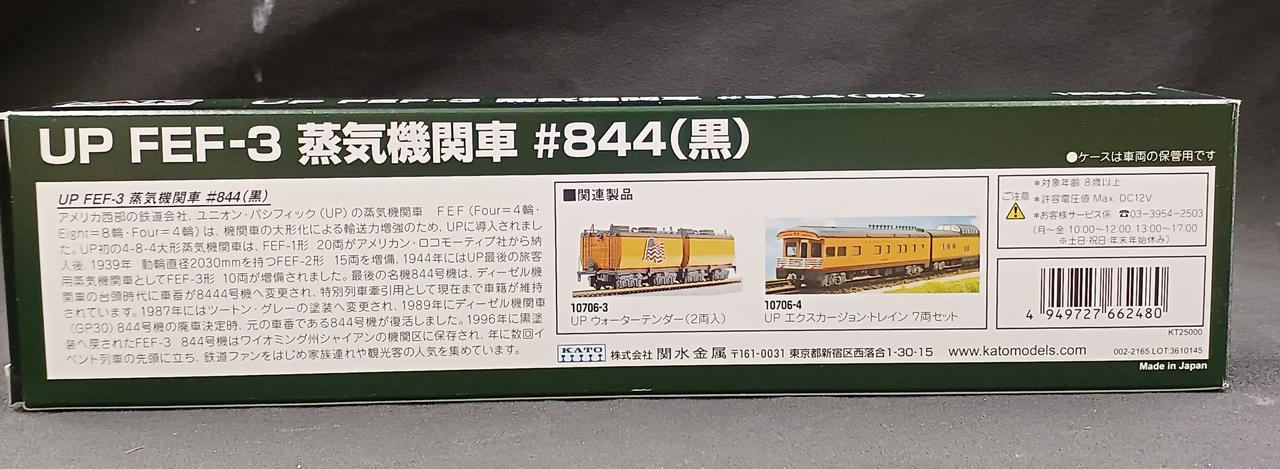 UP FEF-3 蒸気機関車 #844(黒)
●ケースは車両の保管用です
UP FEF-3 蒸気機関車 #844(黒)
アメリカ西部の鉄道会社、ユニオン・パシフィック(UP)の蒸気機関車 FEF(Four=4輪・
Eight=8輪・Four=4輪)は、機関車の大形化による輸送力増強のため、UPに導入されまし
た。UP初の4-8-4大形蒸気機関車は、FEF-1形 20両がアメリカン・ロコモーティブ社から納
入後、1939年 動輪直径2030mmを持つFEF-2形 15両を増備、1944年にはUP最後の旅客
用蒸気機関車としてFEF-3形 10両が増備されました。最後の名機844号機は、ディーゼル機
関車の台頭時代に車番が8444号機へ変更され、特別列車牽引用として現在まで車籍が維持
されています。1987年にはツートン・グレーの塗装へ変更され、1989年にディーゼル機関車
(GP30)844号機の廃車決定時、元の車番である844号機が復活しました。1996年に黒塗
装へ戻されたFEF-3 844号機はワイオミング州シャイアンの機関区に保存され、年に数回イ
ベント列車の先頭に立ち、鉄道ファンをはじめ家族連れや観光客の人気を集めています。
■関連製品
10706-3
UP ウォーターテンダー(2両入)
10706-4
UP エクスカーション・トレイン 7両セット
ご注意
*対象年齢 8歳以上
*許容電圧値 Max. DC12V
*お客様サービス係 ☎03-3954-2503
(月~金 10:00~12:00、13:00~17:00
※土日・祝日・年末年始休み)
4 949727 662480
KT25000
KATO 株式会社 関水金属 〒161-0031 東京都新宿区西落合1-30-15 www.katomodels.com
002-2165 LOT:3610145
Made in Japan